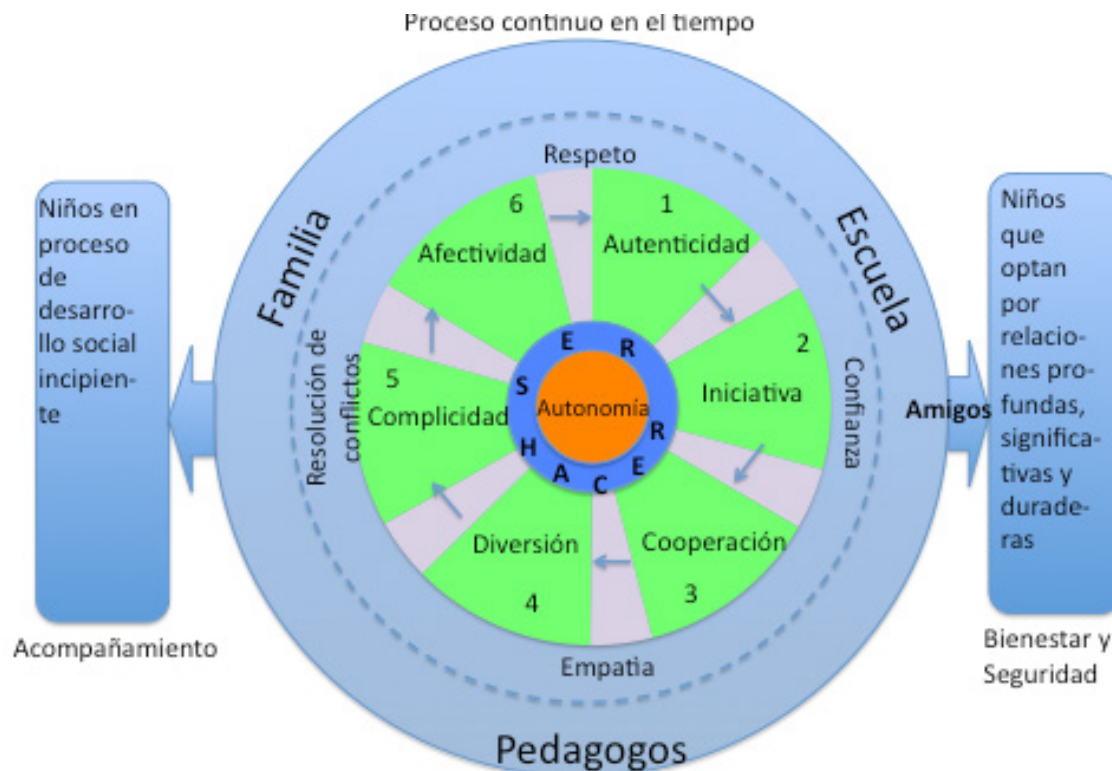 Proceso continuo en el tiempo
Niños en
proceso
de
desarro-
llo social
incipien-
te
Acompañamiento
Familia
Escuela
Pedagogos
Amigos
Respeto
Confianza
Empatia
Resolución de
conflictos
1
Autenticidad
2
Iniciativa
Cooperación
3
Diversión
4
5
Complicidad
6
Afectividad
R
R
E
C
A
H
S
E
Autonomía
Niños
que
optan
por
relacio-
nes pro-
fundas,
significa-
tivas y
durade-
ras
Bienestar y
Seguridad